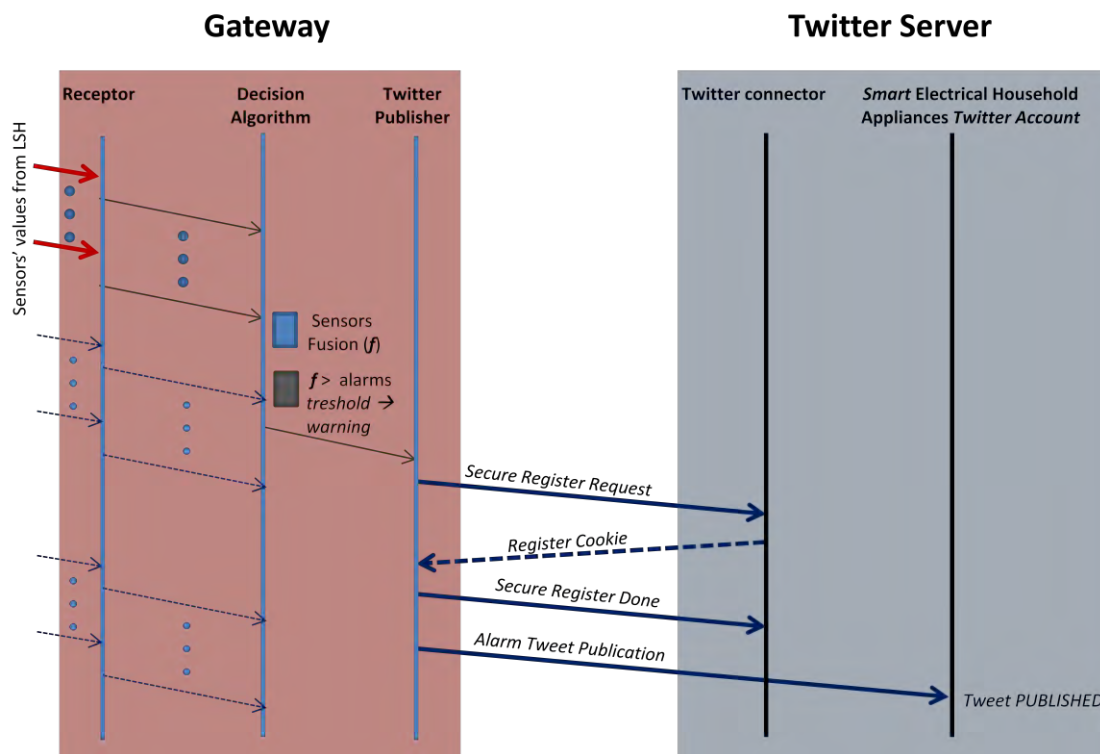 Gateway
Twitter Server
Receptor
Decision
Algorithm
Twitter
Publisher
Twitter connector
Smart Electrical Household
Appliances Twitter Account
Sensors' values from LSH
Sensors
Fusion (f)
f > alarms
treshold →
warning
Secure Register Request
Register Cookie
Secure Register Done
Alarm Tweet Publication
Tweet PUBLISHED